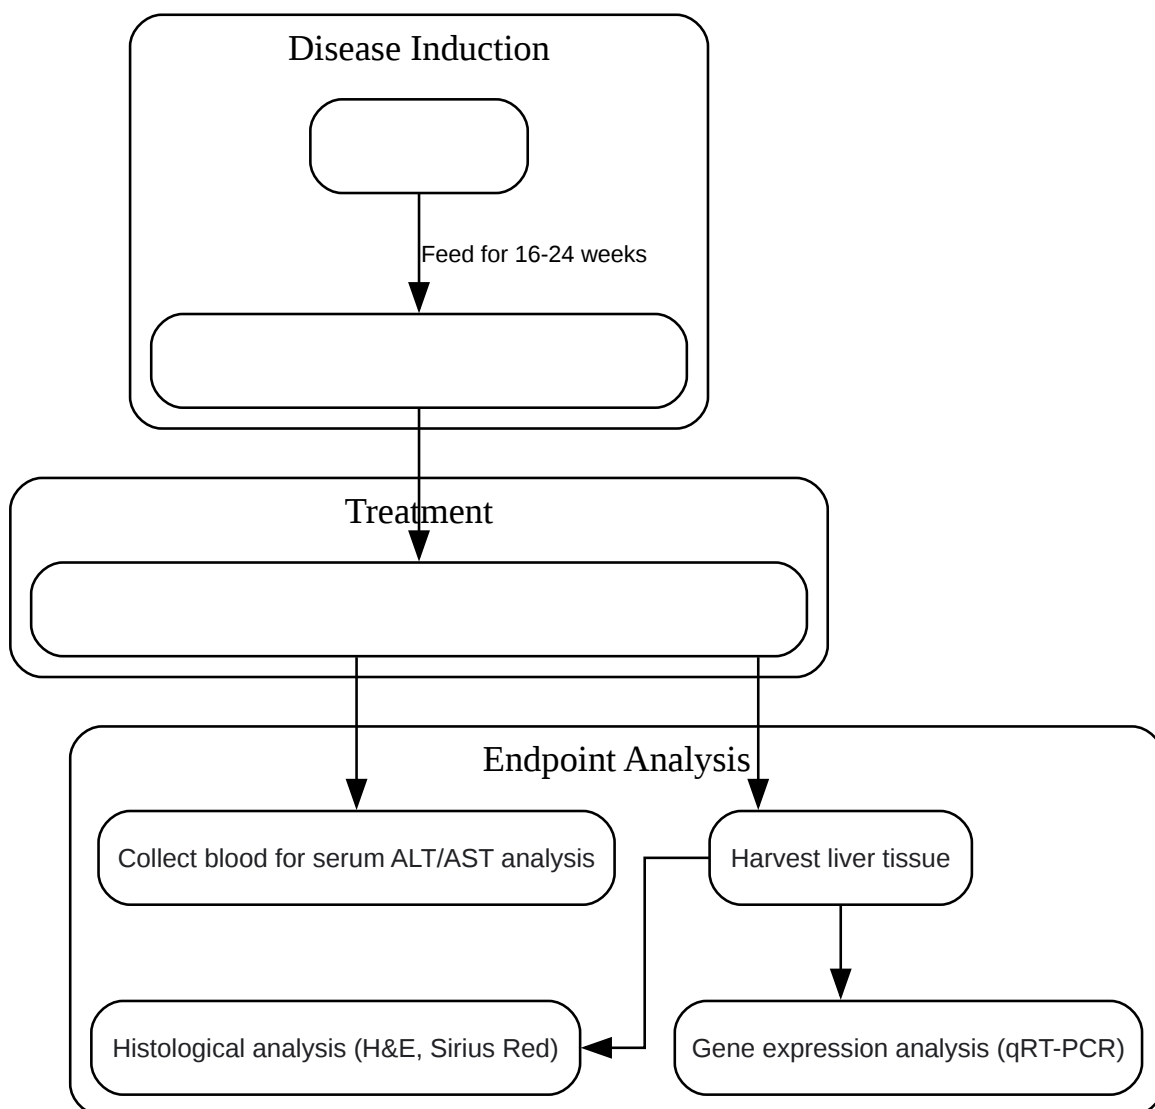 Disease Induction
Feed for 16-24 weeks
Treatment
Endpoint Analysis
Collect blood for serum ALT/AST analysis
Harvest liver tissue
Histological analysis (H&E, Sirius Red)
Gene expression analysis (qRT-PCR)